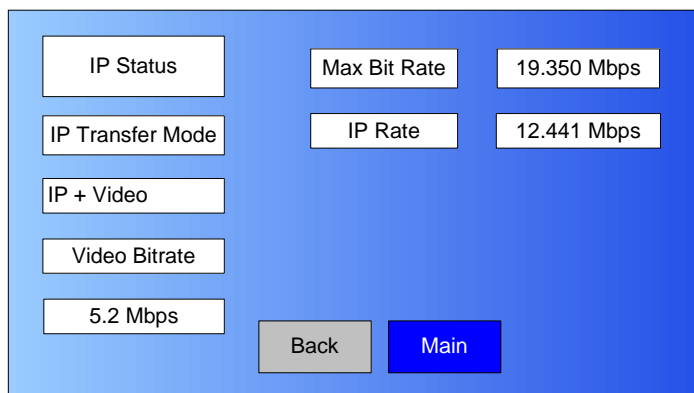 IP Status
Max Bit Rate
19.350 Mbps
IP Transfer Mode
IP Rate
12.441 Mbps
IP + Video
Video Bitrate
5.2 Mbps
Back
Main